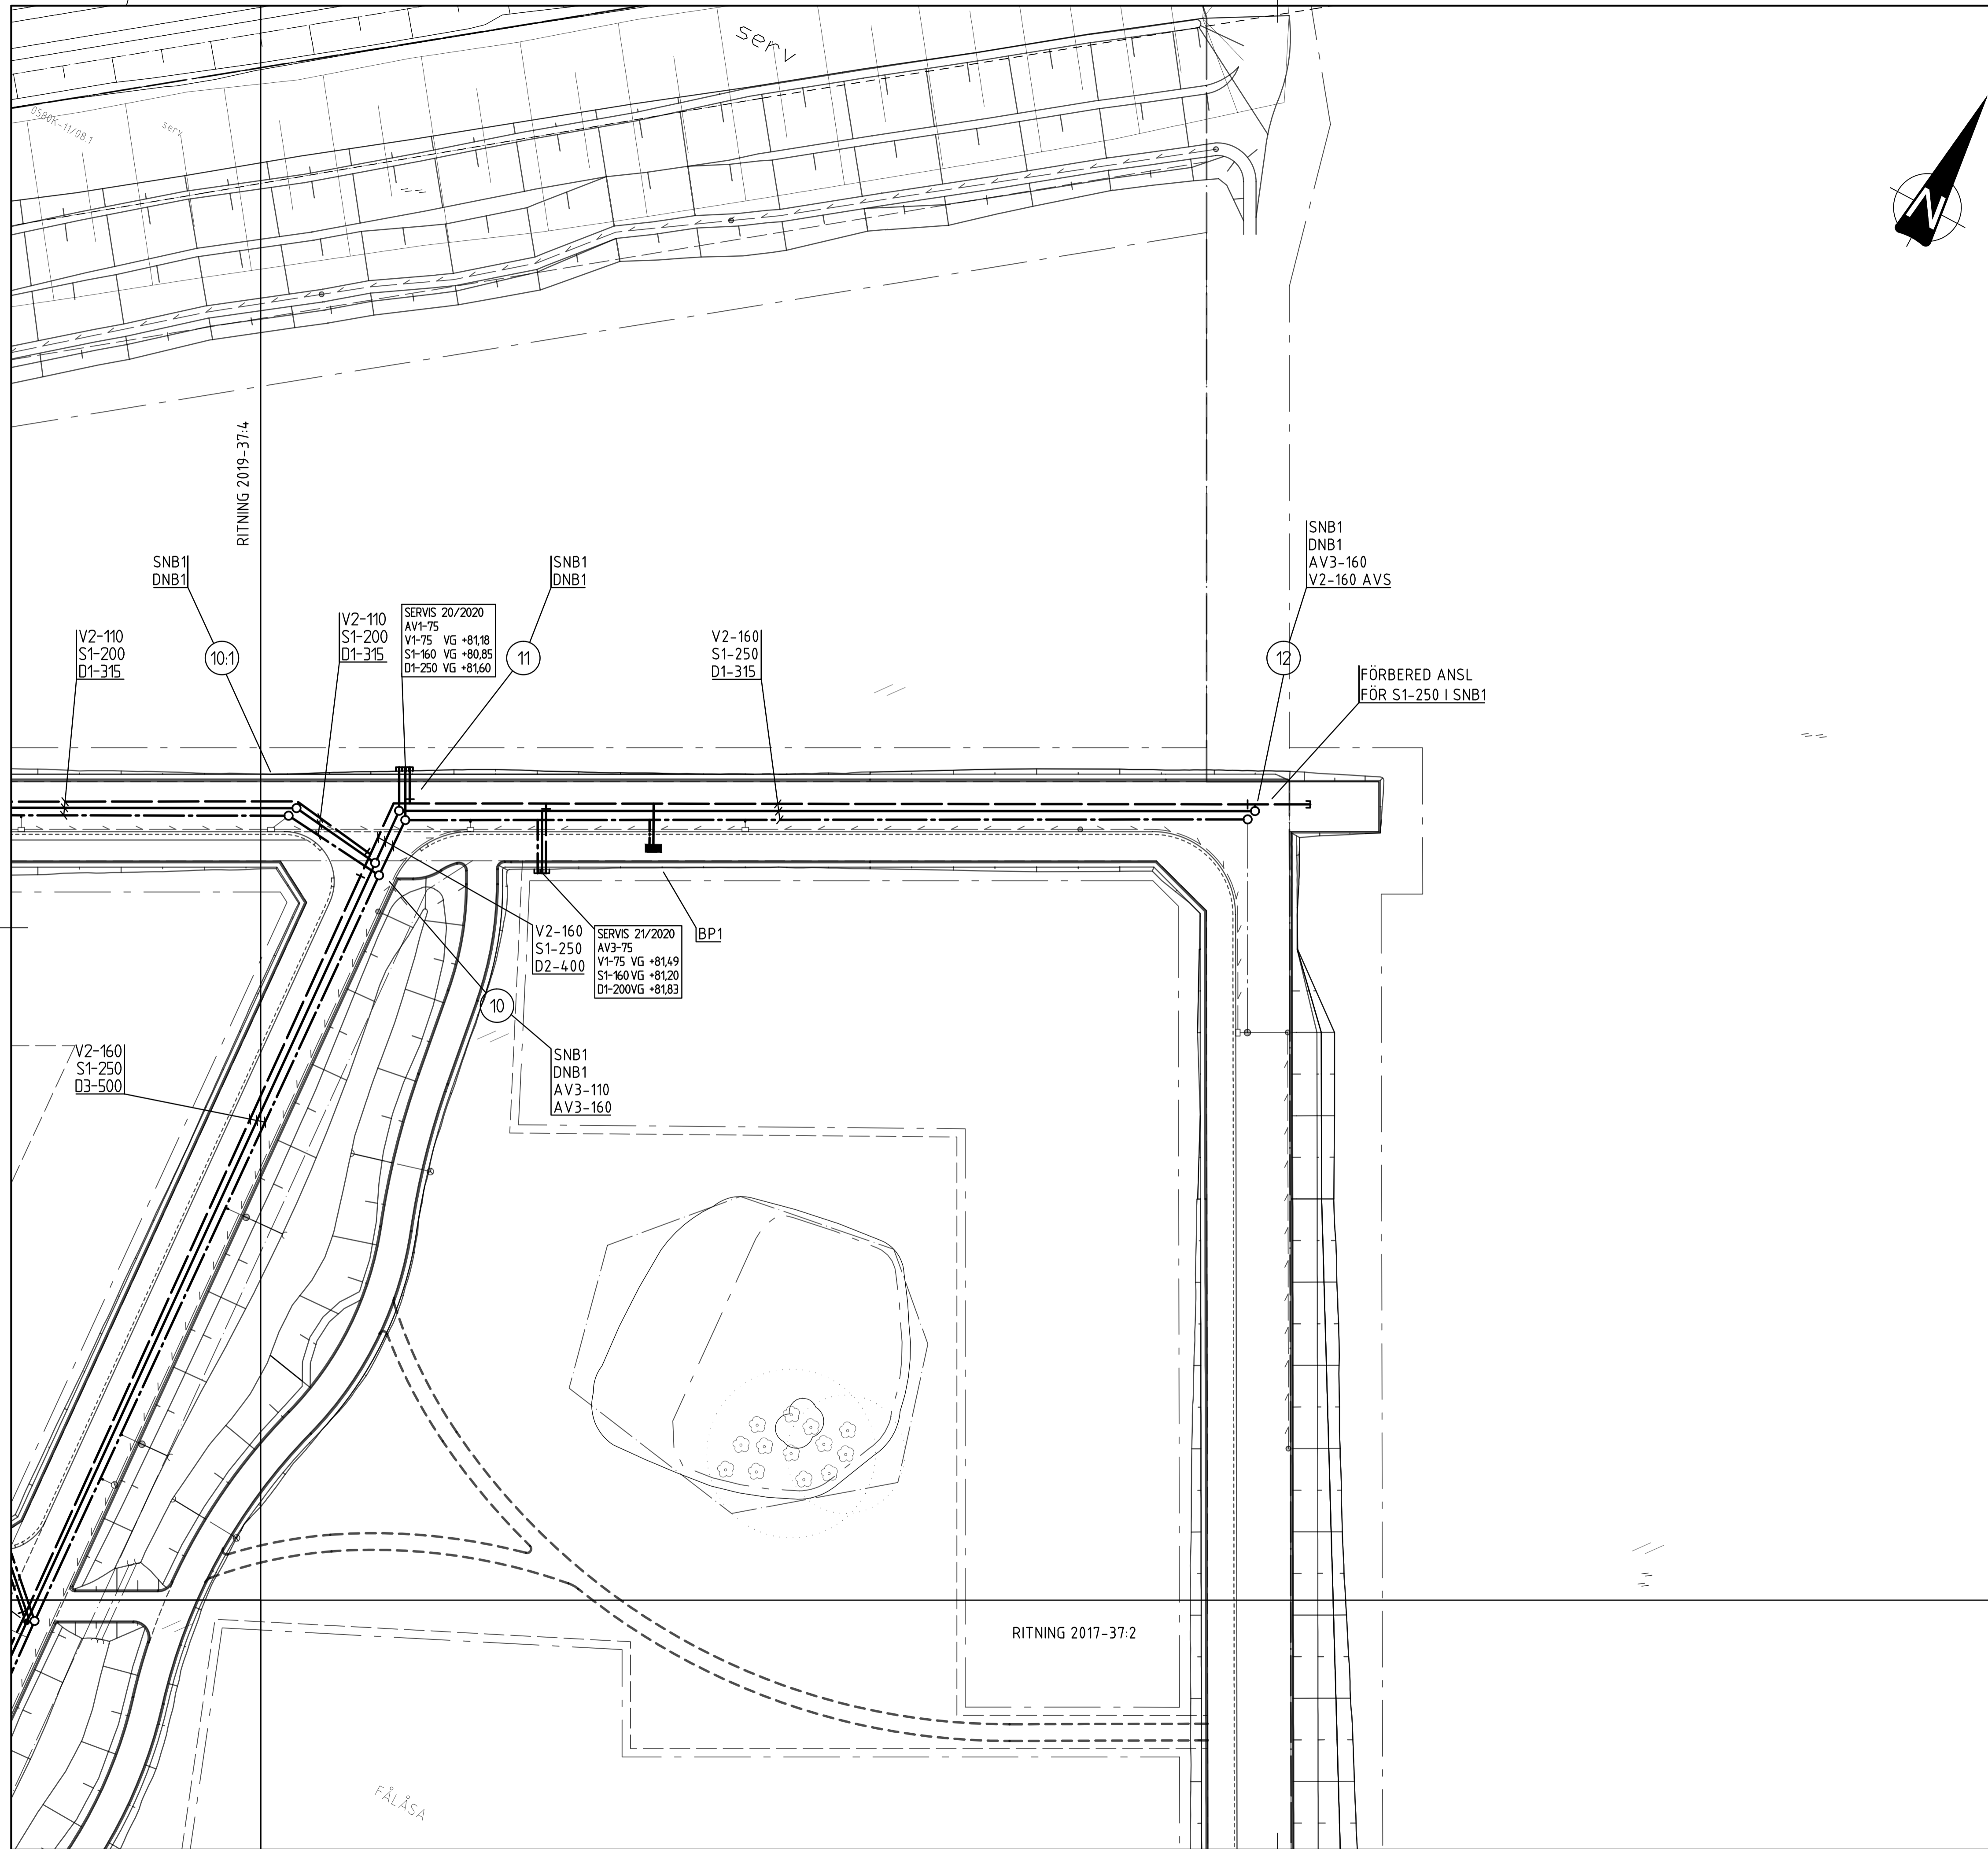 serv
0580K-11/08.1
serv
N
RITNING 2019-37:4
SNB1
DNB1
10:1
V2-110
S1-200
D1-315
V2-110
S1-200
D1-315
SERVIS 20/2020
AV1-75
V1-75 VG +81,18
S1-160 VG +80,85
D1-250 VG +81,60
SNB1
DNB1
11
V2-160
S1-250
D1-315
SNB1
DNB1
AV3-160
V2-160 AVS
12
FÖRBERED ANSL
FÖR S1-250 I SNB1
V2-160
S1-250
D2-400
SERVIS 21/2020
AV3-75
V1-75 VG +81,49
S1-160 VG +81,20
D1-200VG +81,83
BP1
10
SNB1
DNB1
AV3-110
AV3-160
V2-160
S1-250
D3-500
RITNING 2017-37:2
FÅLÅSA